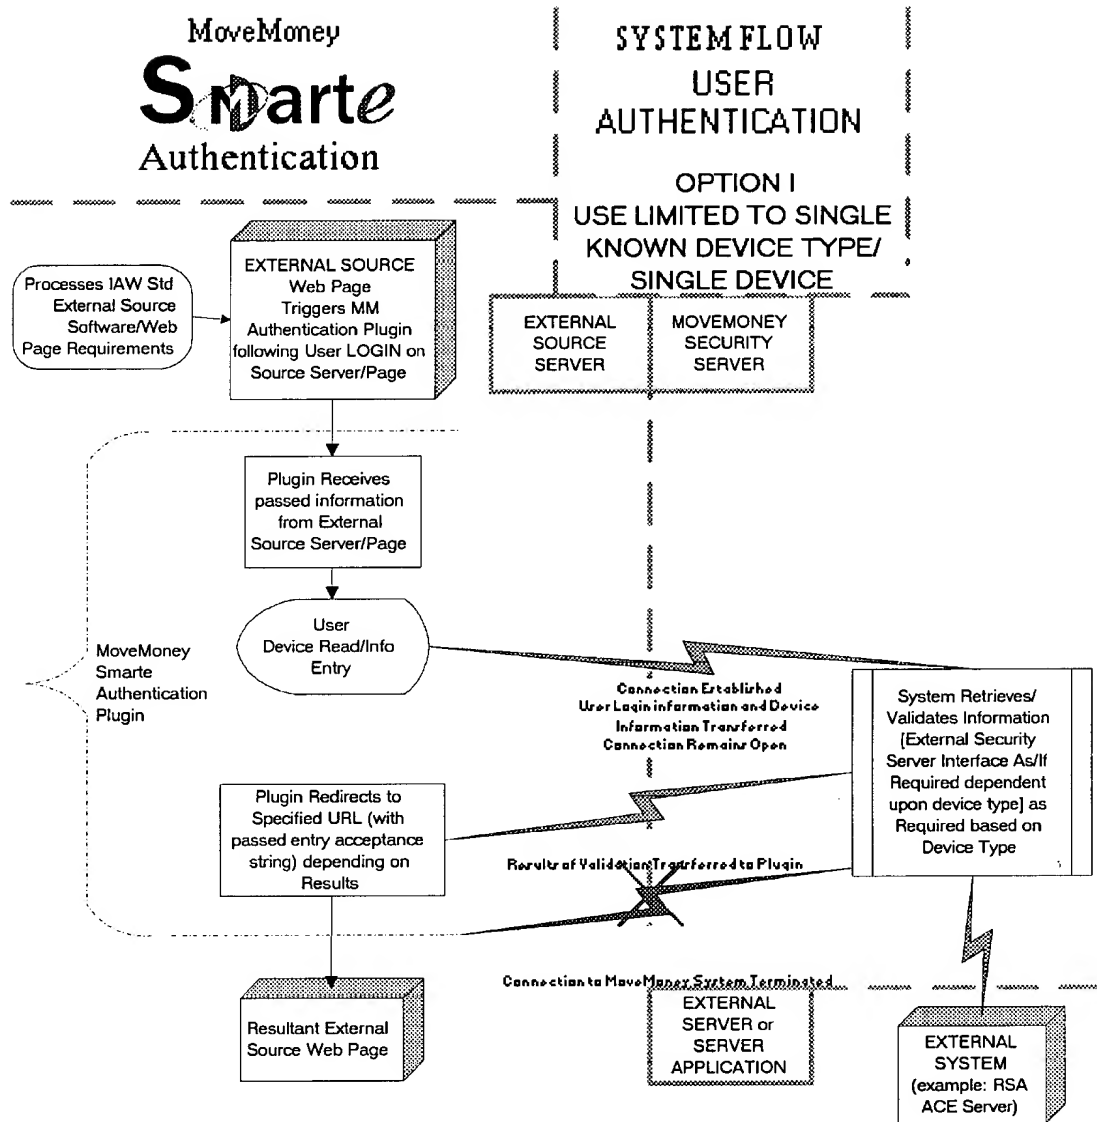 MoveMoney
Smarte
Authentication
SYSTEM FLOW
USER
AUTHENTICATION
OPTION I
USE LIMITED TO SINGLE
KNOWN DEVICE TYPE/
SINGLE DEVICE
Processes IAW Std
External Source
Software/Web
Page Requirements
EXTERNAL SOURCE
Web Page
Triggers MM
Authentication Plugin
following User LOGIN on
Source Server/Page
EXTERNAL
SOURCE
SERVER
MOVEMONEY
SECURITY
SERVER
Plugin Receives
passed information
from External
Source Server/Page
User
Device Read/Info
Entry
MoveMoney
Smarte
Authentication
Plugin
Connection Established
User Login information and Device
Information Transferred
Connection Remains Open
System Retrieves/
Validates Information
[External Security
Server Interface As/If
Required dependent
upon device type] as
Required based on
Device Type
Plugin Redirects to
Specified URL (with
passed entry acceptance
string) depending on
Results
Results of Validation Transferred to Plugin
Connection to MoveMoney System Terminated
Resultant External
Source Web Page
EXTERNAL
SERVER or
SERVER
APPLICATION
EXTERNAL
SYSTEM
(example: RSA
ACE Server)